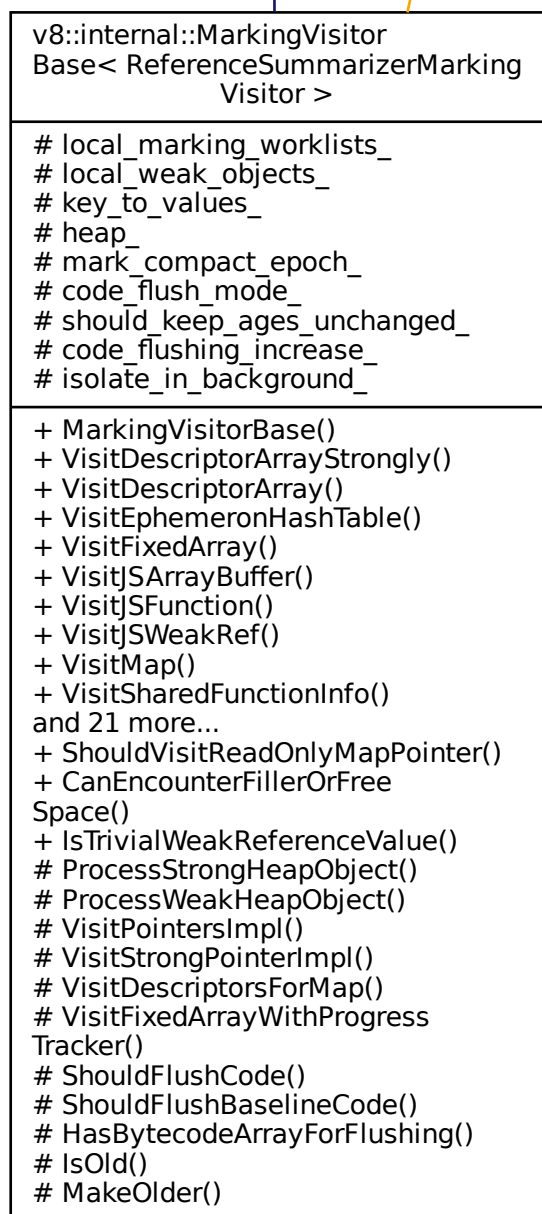 v8::internal::MarkingVisitor
Base< ReferenceSummarizerMarking
Visitor >
# local_marking_worklists_
# local_weak_objects_
# key_to_values_
# heap_
# mark_compact_epoch_
# code_flush_mode_
# should_keep_ages_unchanged_
# code_flushing_increase_
# isolate_in_background_
+ MarkingVisitorBase()
+ VisitDescriptorArrayStrongly()
+ VisitDescriptorArray()
+ VisitEphemeronHashTable()
+ VisitFixedArray()
+ VisitJSArrayBuffer()
+ VisitJSFunction()
+ VisitJSWeakRef()
+ VisitMap()
+ VisitSharedFunctionInfo()
and 21 more...
+ ShouldVisitReadOnlyMapPointer()
+ CanEncounterFillerOrFree
Space()
+ IsTrivialWeakReferenceValue()
# ProcessStrongHeapObject()
# ProcessWeakHeapObject()
# VisitPointersImpl()
# VisitStrongPointerImpl()
# VisitDescriptorsForMap()
# VisitFixedArrayWithProgress
Tracker()
# ShouldFlushCode()
# ShouldFlushBaselineCode()
# HasBytecodeArrayForFlushing()
# IsOld()
# MakeOlder()